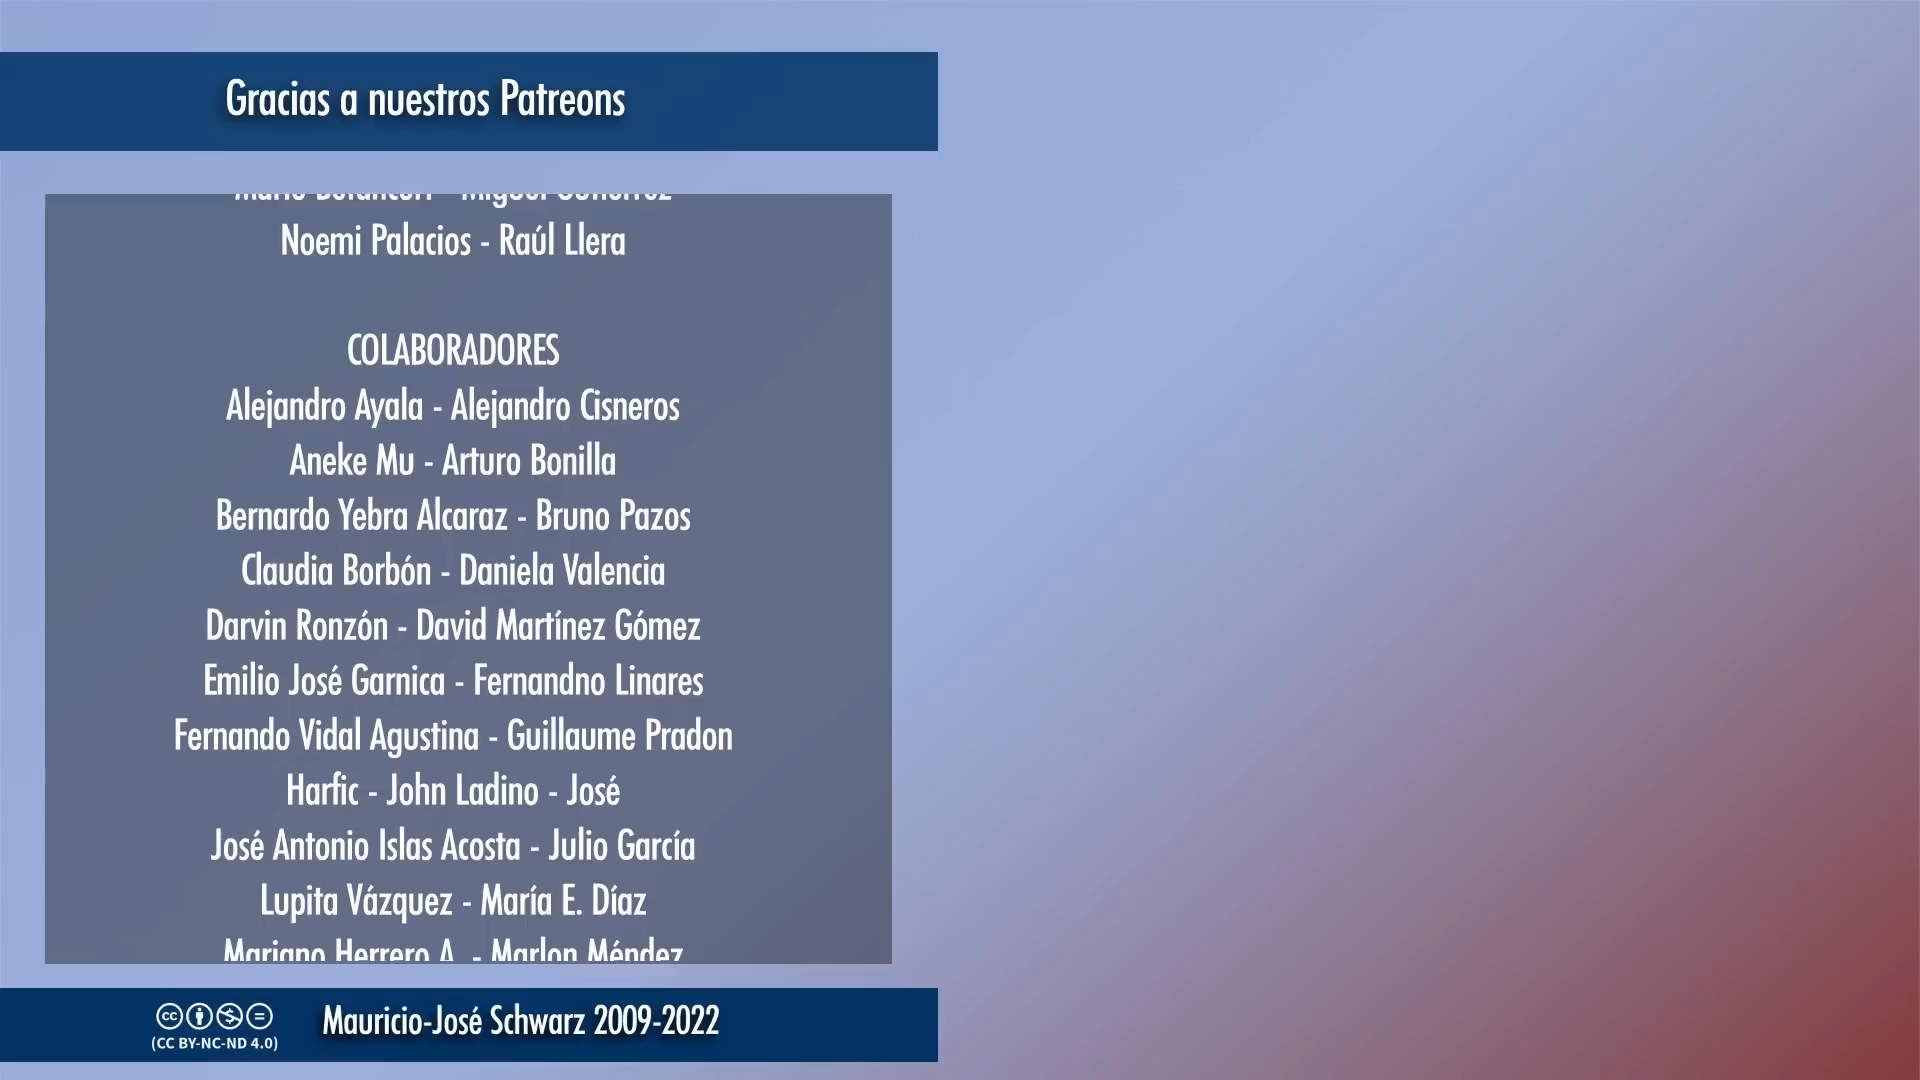 Gracias a nuestros Patreons
Noemi Palacios - Raúl Llera
COLABORADORES
Alejandro Ayala - Alejandro Cisneros
Aneke Mu - Arturo Bonilla
Bernardo Yebra Alcaraz - Bruno Pazos
Claudia Borbón - Daniela Valencia
Darvin Ronzón - David Martínez Gómez
Emilio José Garnica - Fernandno Linares
Fernando Vidal Agustina - Guillaume Pradon
Harfic - John Ladino - José
José Antonio Islas Acosta - Julio García
Lupita Vázquez - María E. Díaz
Mariano Herrero A. - Marlon Méndez
Mauricio-José Schwarz 2009-2022
(CC BY-NC-ND 4.0)